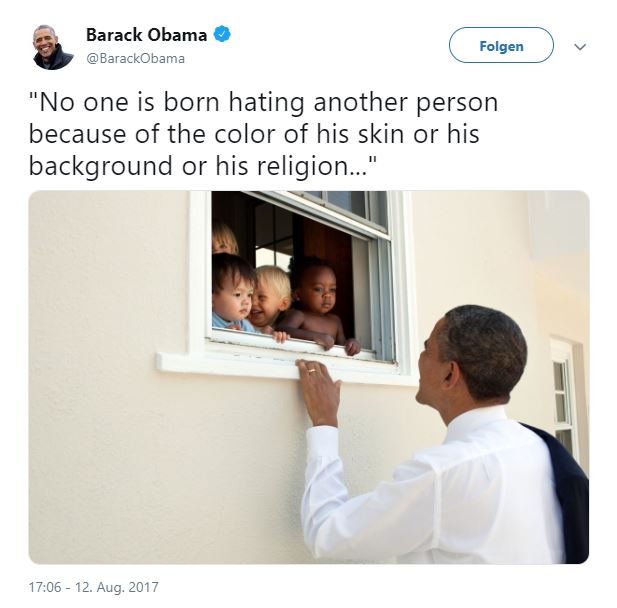 Barack Obama
@BarackObama
Folgen
"No one is born hating another person
because of the color of his skin or his
background or his religion..."
17:06 - 12. Aug. 2017